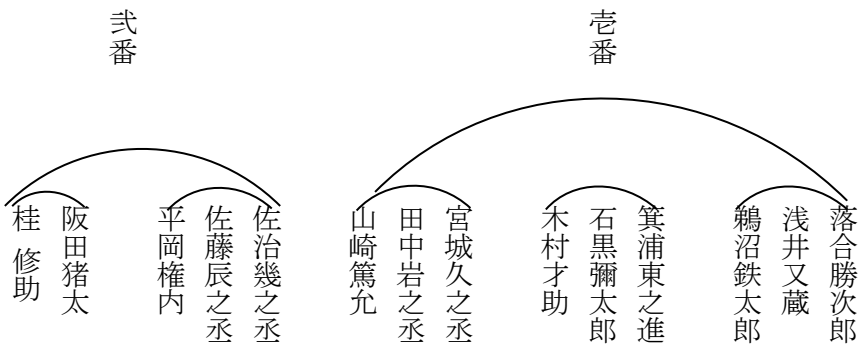 壱番
落合勝次郎
浅井又蔵
鵜沼鉄太郎
箕浦東之進
石黒彌太郎
木村才助
宮城久之丞
田中岩之丞
山崎篤允
弐番
佐治幾之丞
佐藤辰之丞
平岡権内
阪田猪太
桂 修助